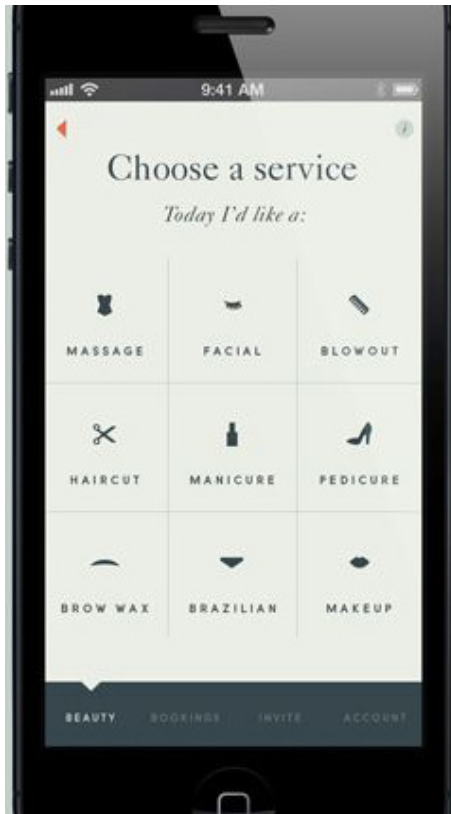 9:41 AM
i
Choose a service
Today I'd like a:
MASSAGE FACIAL BLOWOUT
HAIRCUT MANICURE PEDICURE
BROW WAX BRAZILIAN MAKEUP
BEAUTY BOOKINGS INVITE ACCOUNT